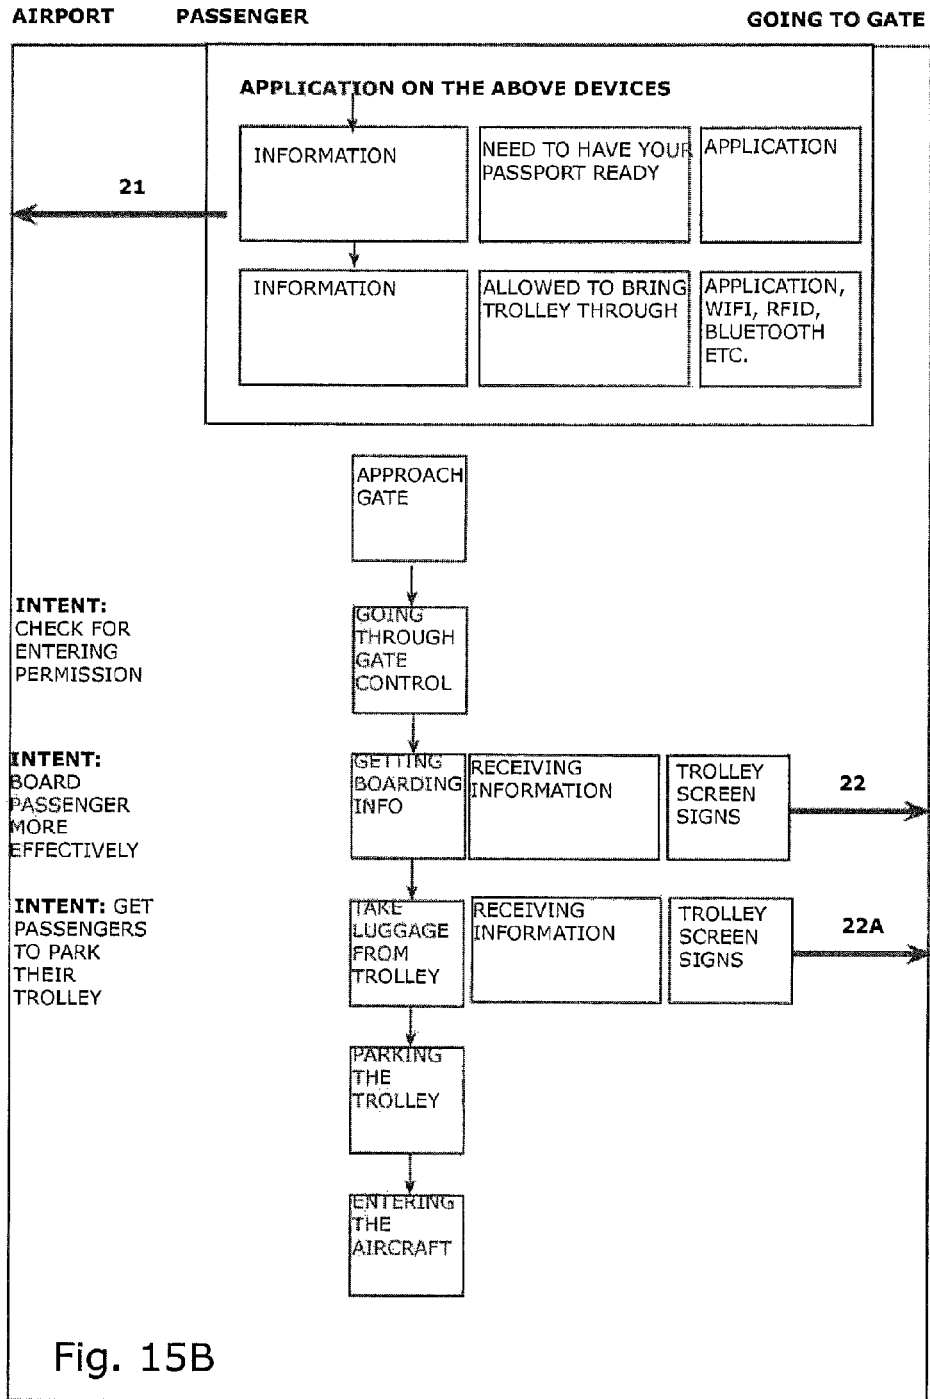 AIRPORT PASSENGER GOING TO GATE
APPLICATION ON THE ABOVE DEVICES
INFORMATION
NEED TO HAVE YOUR
PASSPORT READY
APPLICATION
21
INFORMATION
ALLOWED TO BRING
TROLLEY THROUGH
APPLICATION,
WIFI, RFID,
BLUETOOTH
ETC.
APPROACH
GATE
INTENT:
CHECK FOR
ENTERING
PERMISSION
GOING
THROUGH
GATE
CONTROL
INTENT:
BOARD
PASSENGER
MORE
EFFECTIVELY
GETTING
BOARDING
INFO
RECEIVING
INFORMATION
TROLLEY
SCREEN
SIGNS
22
INTENT: GET
PASSENGERS
TO PARK
THEIR
TROLLEY
TAKE
LUGGAGE
FROM
TROLLEY
RECEIVING
INFORMATION
TROLLEY
SCREEN
SIGNS
22A
PARKING
THE
TROLLEY
ENTERING
THE
AIRCRAFT
Fig. 15B